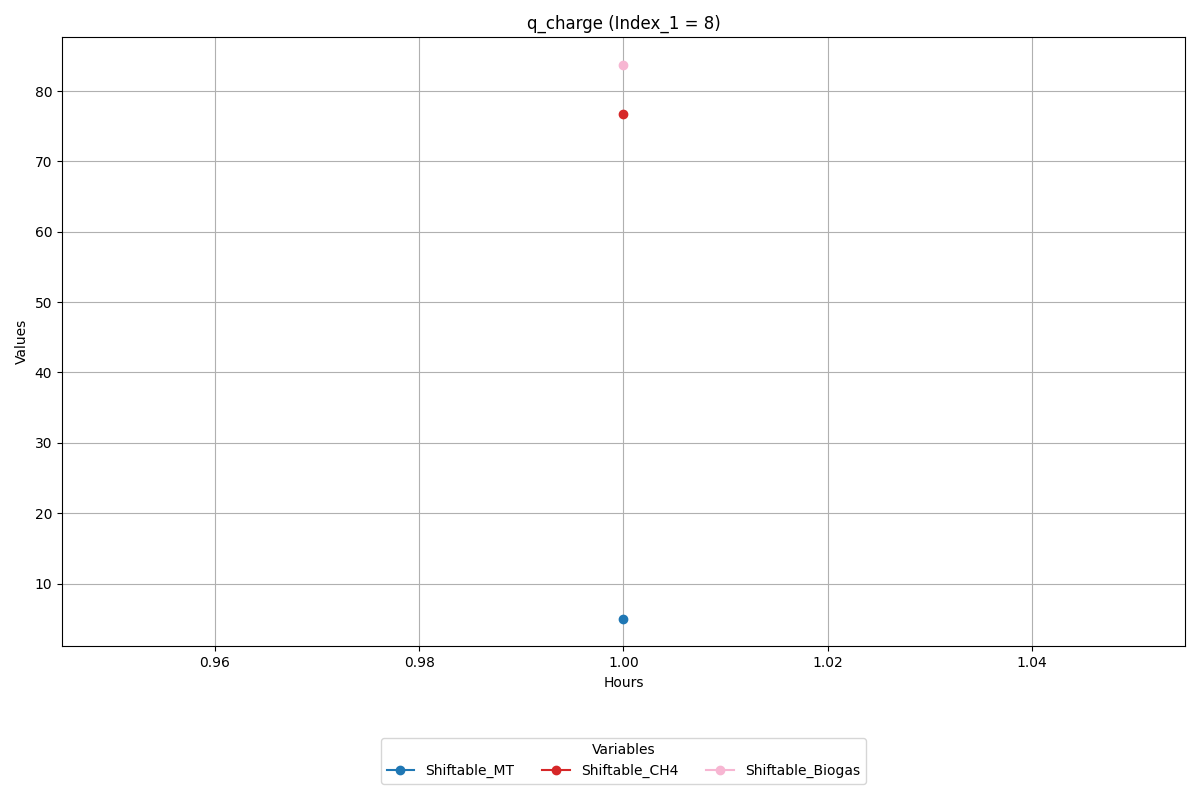 q_charge (Index_1 = 8)
80
70
60
50
40
30
20
10
Values
0.96 0.98 1.00 1.02 1.04
Hours
Variables
Shiftable_MT Shiftable_CH4 Shiftable_Biogas